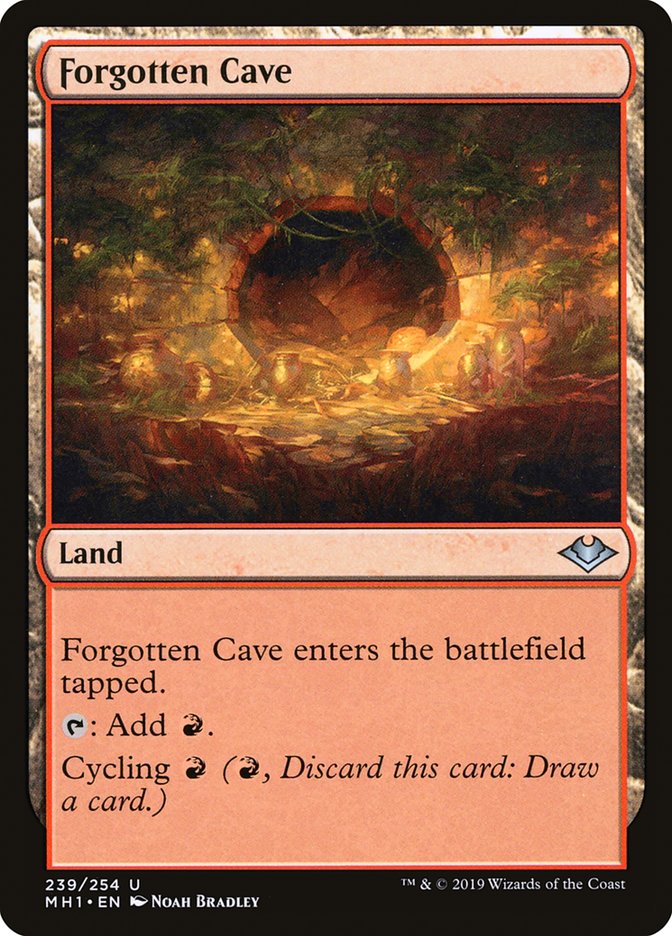 Forgotten Cave
Land
Forgotten Cave enters the battlefield
tapped.
: Add .
Cycling  (, Discard this card: Draw
a card.)
239/254 U
MH1 • EN Noah Bradley
™ & © 2019 Wizards of the Coast